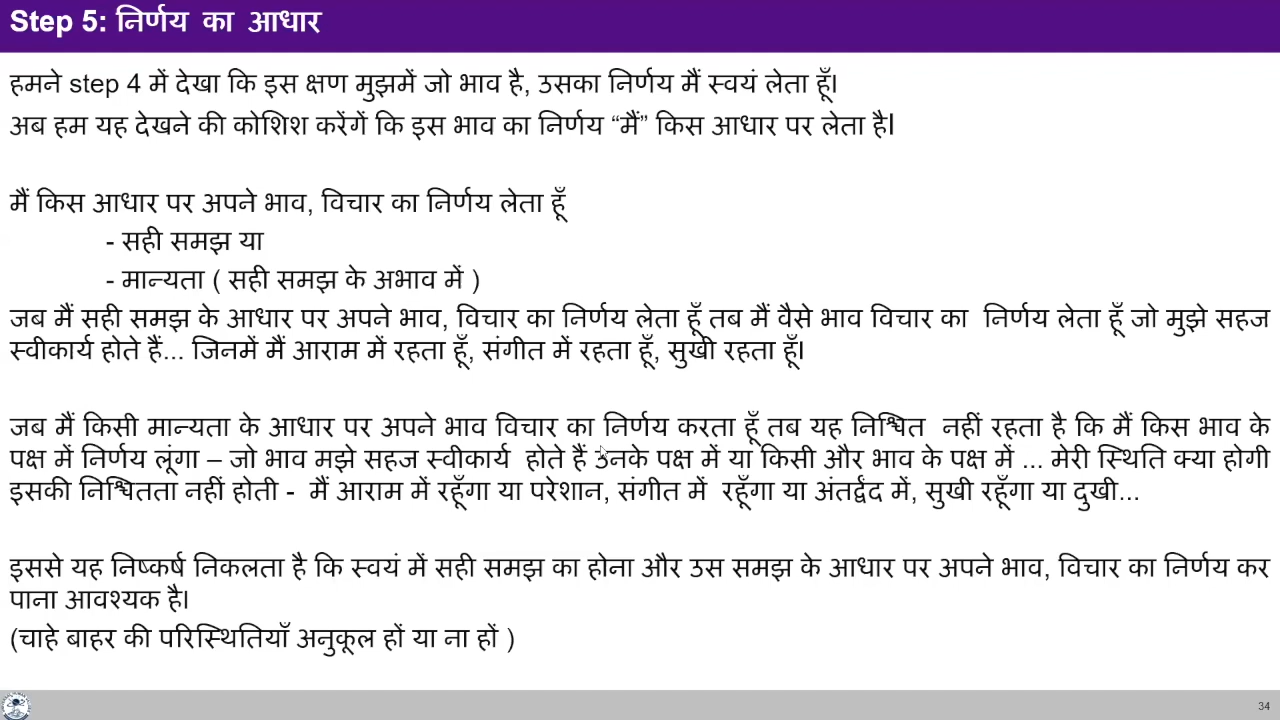 Step 5: निर्णय का आधार
हमने step 4 में देखा कि इस क्षण मुझमें जो भाव है, उसका निर्णय मैं स्वयं लेता हूँ।
अब हम यह देखने की कोशिश करेंगें कि इस भाव का निर्णय “मैं” किस आधार पर लेता है।
मैं किस आधार पर अपने भाव, विचार का निर्णय लेता हूँ
- सही समझ या
- मान्यता ( सही समझ के अभाव में )
जब मैं सही समझ के आधार पर अपने भाव, विचार का निर्णय लेता हूँ तब मैं वैसे भाव विचार का निर्णय लेता हूँ जो मुझे सहज
स्वीकार्य होते हैं... जिनमें मैं आराम में रहता हूँ, संगीत में रहता हूँ, सुखी रहता हूँ।
जब मैं किसी मान्यता के आधार पर अपने भाव विचार का निर्णय करता हूँ तब यह निश्चित नहीं रहता है कि मैं किस भाव के
पक्ष में निर्णय लूंगा – जो भाव मझे सहज स्वीकार्य होते हैं उनके पक्ष में या किसी और भाव के पक्ष में ... मेरी स्थिति क्या होगी
इसकी निश्चितता नहीं होती - मैं आराम में रहूँगा या परेशान, संगीत में रहूँगा या अंतर्द्वंद में, सुखी रहूँगा या दुखी...
इससे यह निष्कर्ष निकलता है कि स्वयं में सही समझ का होना और उस समझ के आधार पर अपने भाव, विचार का निर्णय कर
पाना आवश्यक है।
(चाहे बाहर की परिस्थितियाँ अनुकूल हों या ना हों )
34